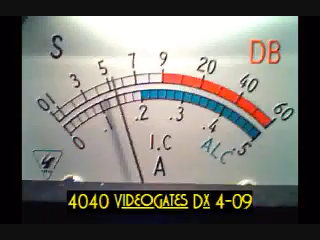 S DB
01 3 5 7 9 20 40 60
0 .1 .2 .3 .4 .5
I.C ALC
A
4040 VIDEOGATES DX 4-09